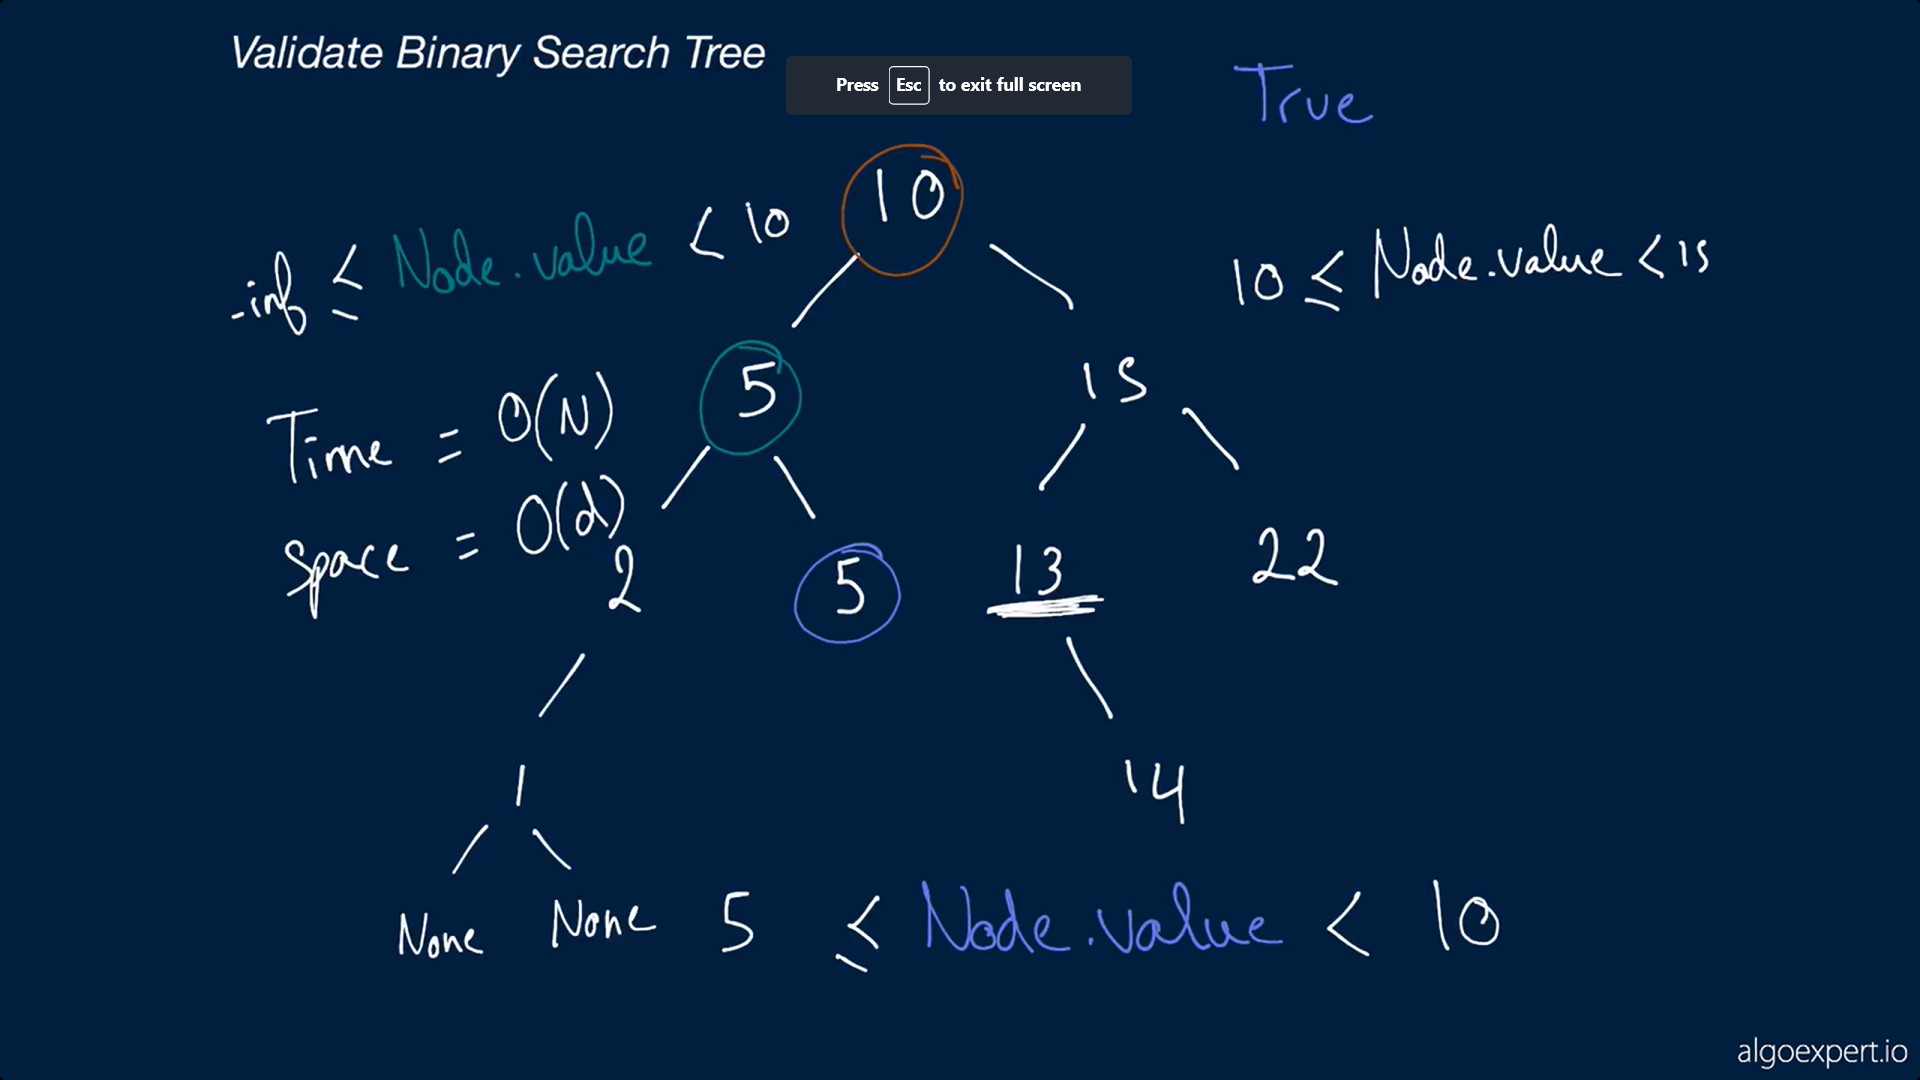 Validate Binary Search Tree
Press Esc to exit full screen
True
10
-inf ≤ Node.value < 10
10 ≤ Node.value < 15
5
15
Time = O(N)
Space = O(d)
2
5
13
22
1
14
None None
5 ≤ Node.value < 10
algoexpert.io